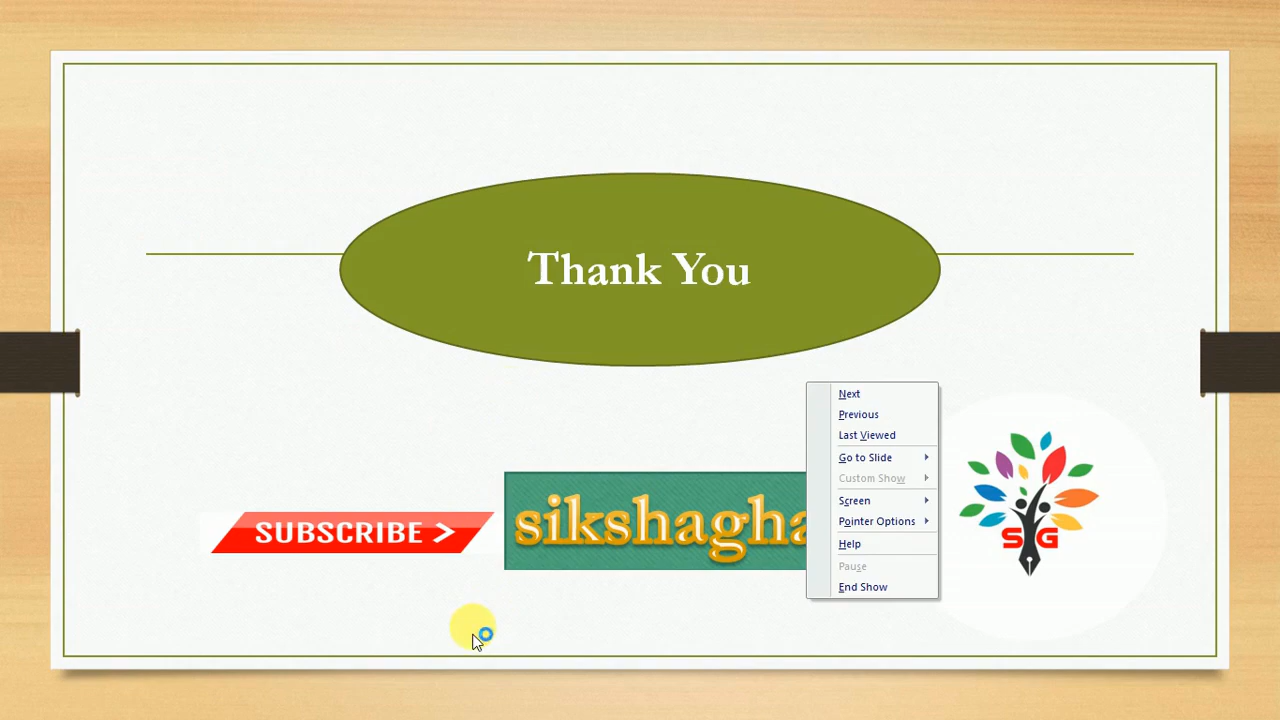 Thank You
SUBSCRIBE >
sikshagha
Next
Previous
Last Viewed
Go to Slide
Custom Show
Screen
Pointer Options
Help
Pause
End Show
SG